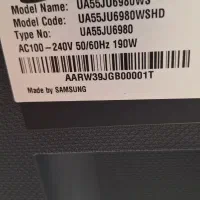 Model Name: UA55JU6980WS
Model Code: UA55JU6980WSHD
Type No: UA55JU6980
AC100~240V 50/60Hz 190W
AARW39JGB00001T
Made by SAMSUNG